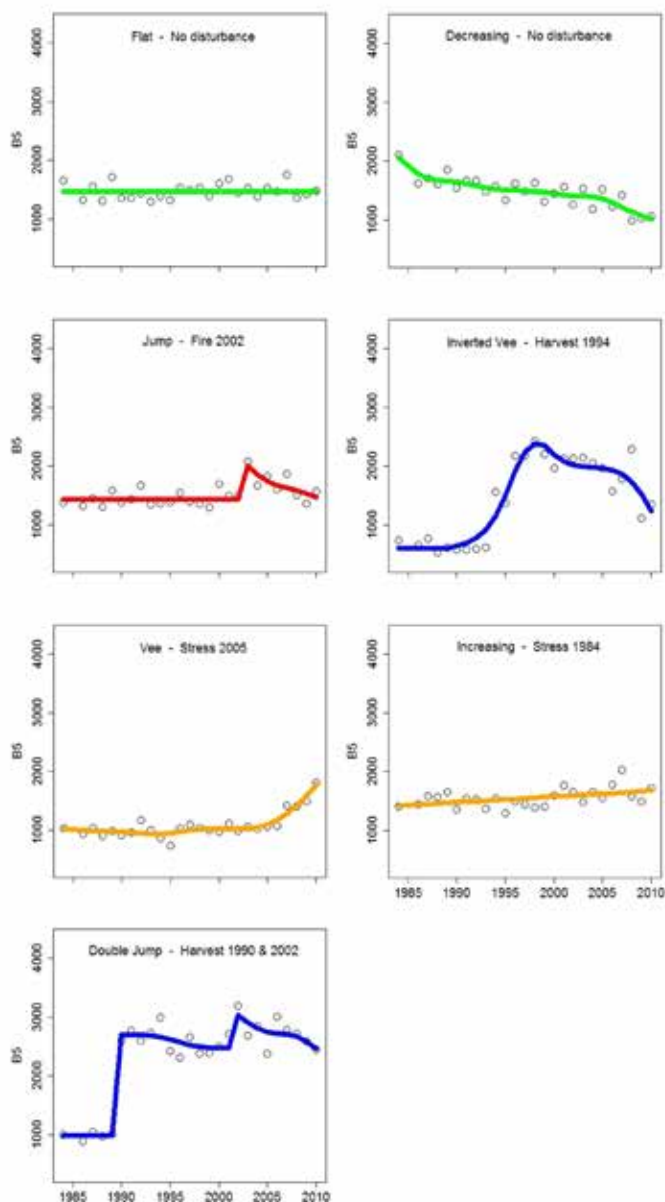 Flat - No disturbance
B5
1000 2000 3000 4000
Decreasing - No disturbance
B5
1000 2000 3000 4000
Jump - Fire 2002
B5
1000 2000 3000 4000
Inverted Vee - Harvest 1994
B5
1000 2000 3000 4000
Vee - Stress 2005
B5
1000 2000 3000 4000
Increasing - Stress 1984
B5
1000 2000 3000 4000
1985 1990 1995 2000 2005 2010
Double Jump - Harvest 1990 & 2002
B5
1000 2000 3000 4000
1985 1990 1995 2000 2005 2010